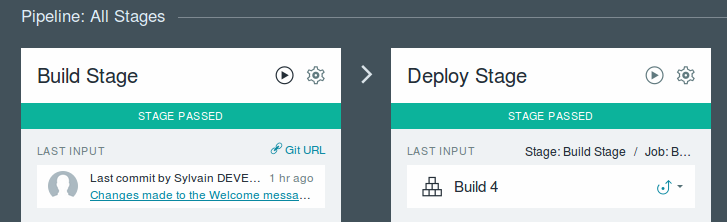 Pipeline: All Stages
Build Stage
STAGE PASSED
LAST INPUT
Git URL
Last commit by Sylvain DEVE...
1 hr ago
Changes made to the Welcome messa...
Deploy Stage
STAGE PASSED
LAST INPUT
Stage: Build Stage / Job: B...
Build 4